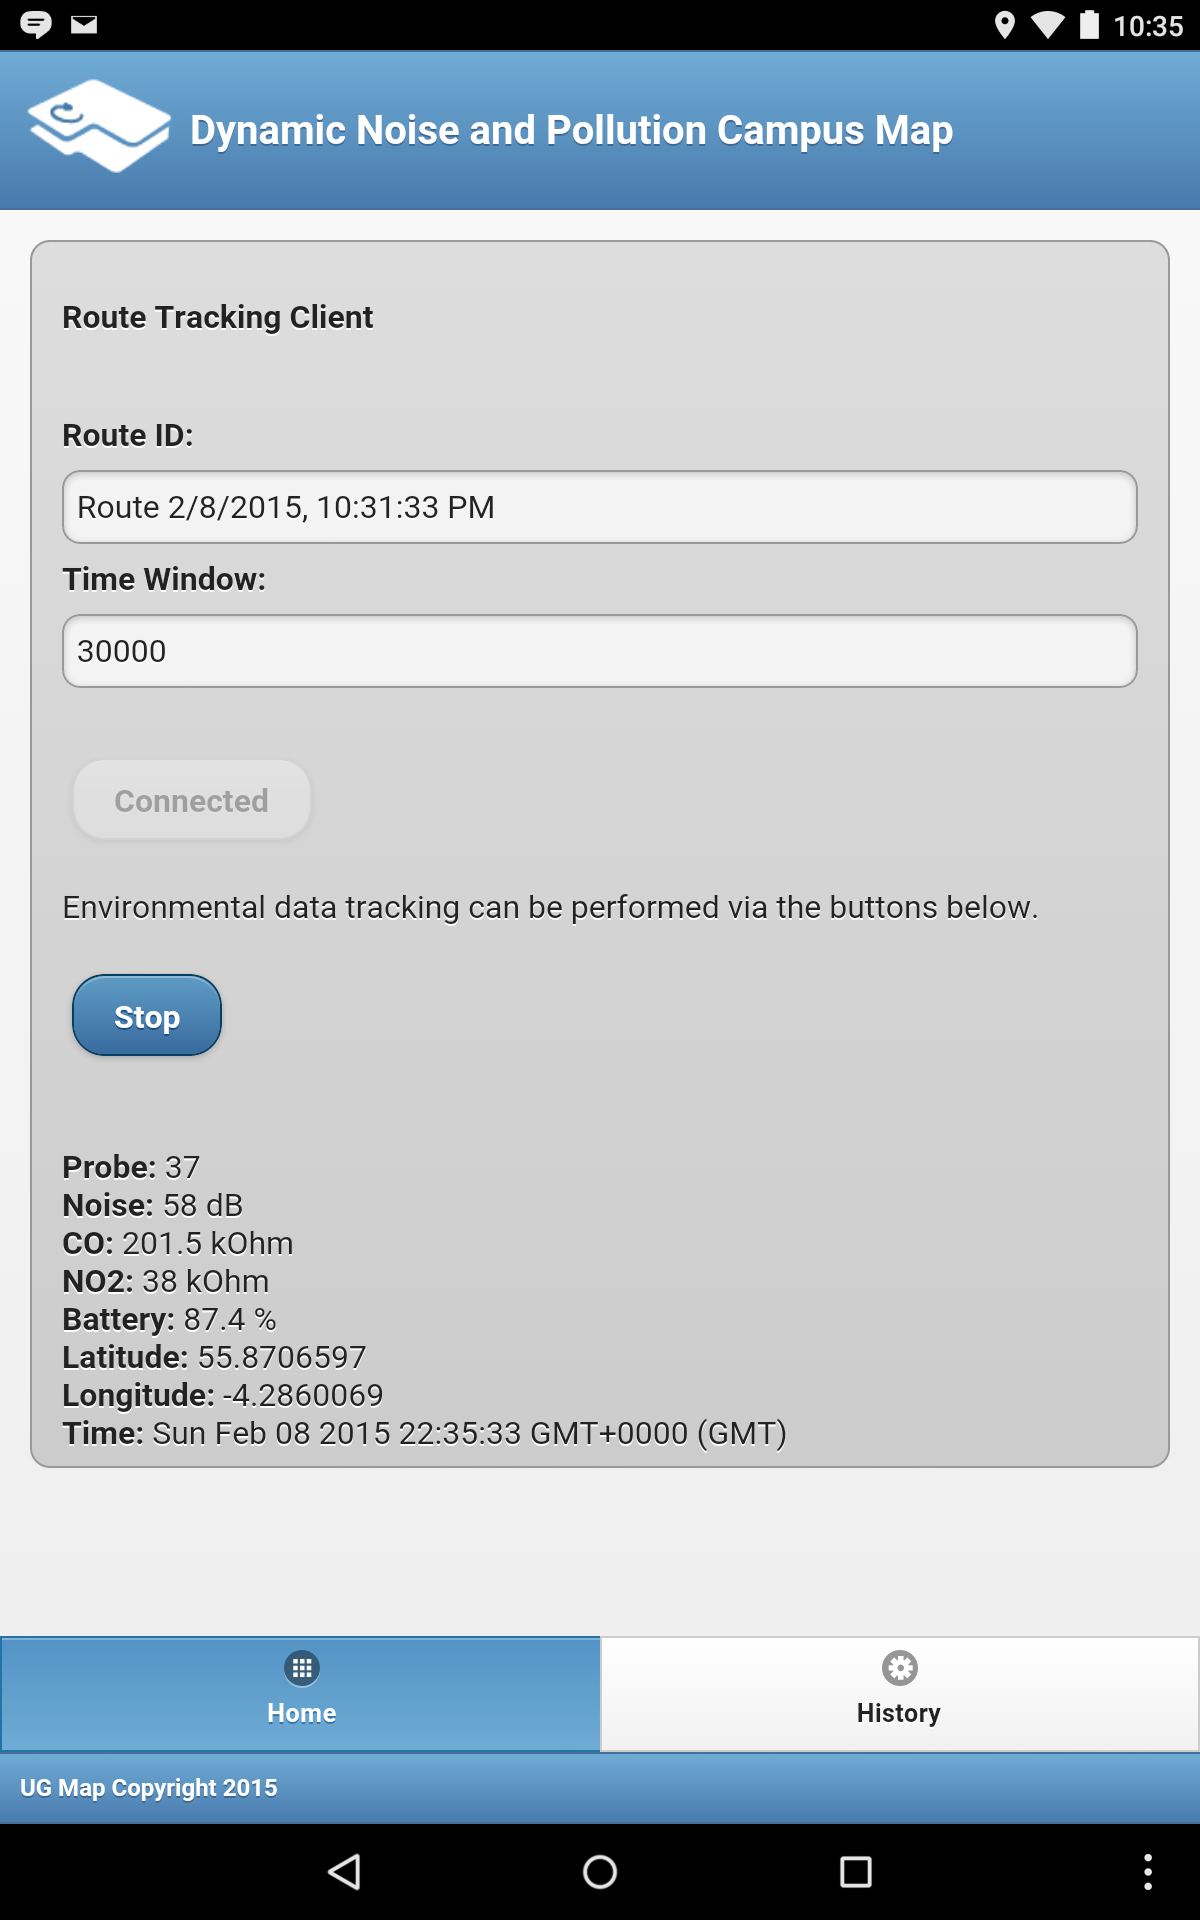 10:35
Dynamic Noise and Pollution Campus Map
Route Tracking Client
Route ID:
Route 2/8/2015, 10:31:33 PM
Time Window:
30000
Connected
Environmental data tracking can be performed via the buttons below.
Stop
Probe: 37
Noise: 58 dB
CO: 201.5 kOhm
NO2: 38 kOhm
Battery: 87.4 %
Latitude: 55.8706597
Longitude: -4.2860069
Time: Sun Feb 08 2015 22:35:33 GMT+0000 (GMT)
Home
History
UG Map Copyright 2015